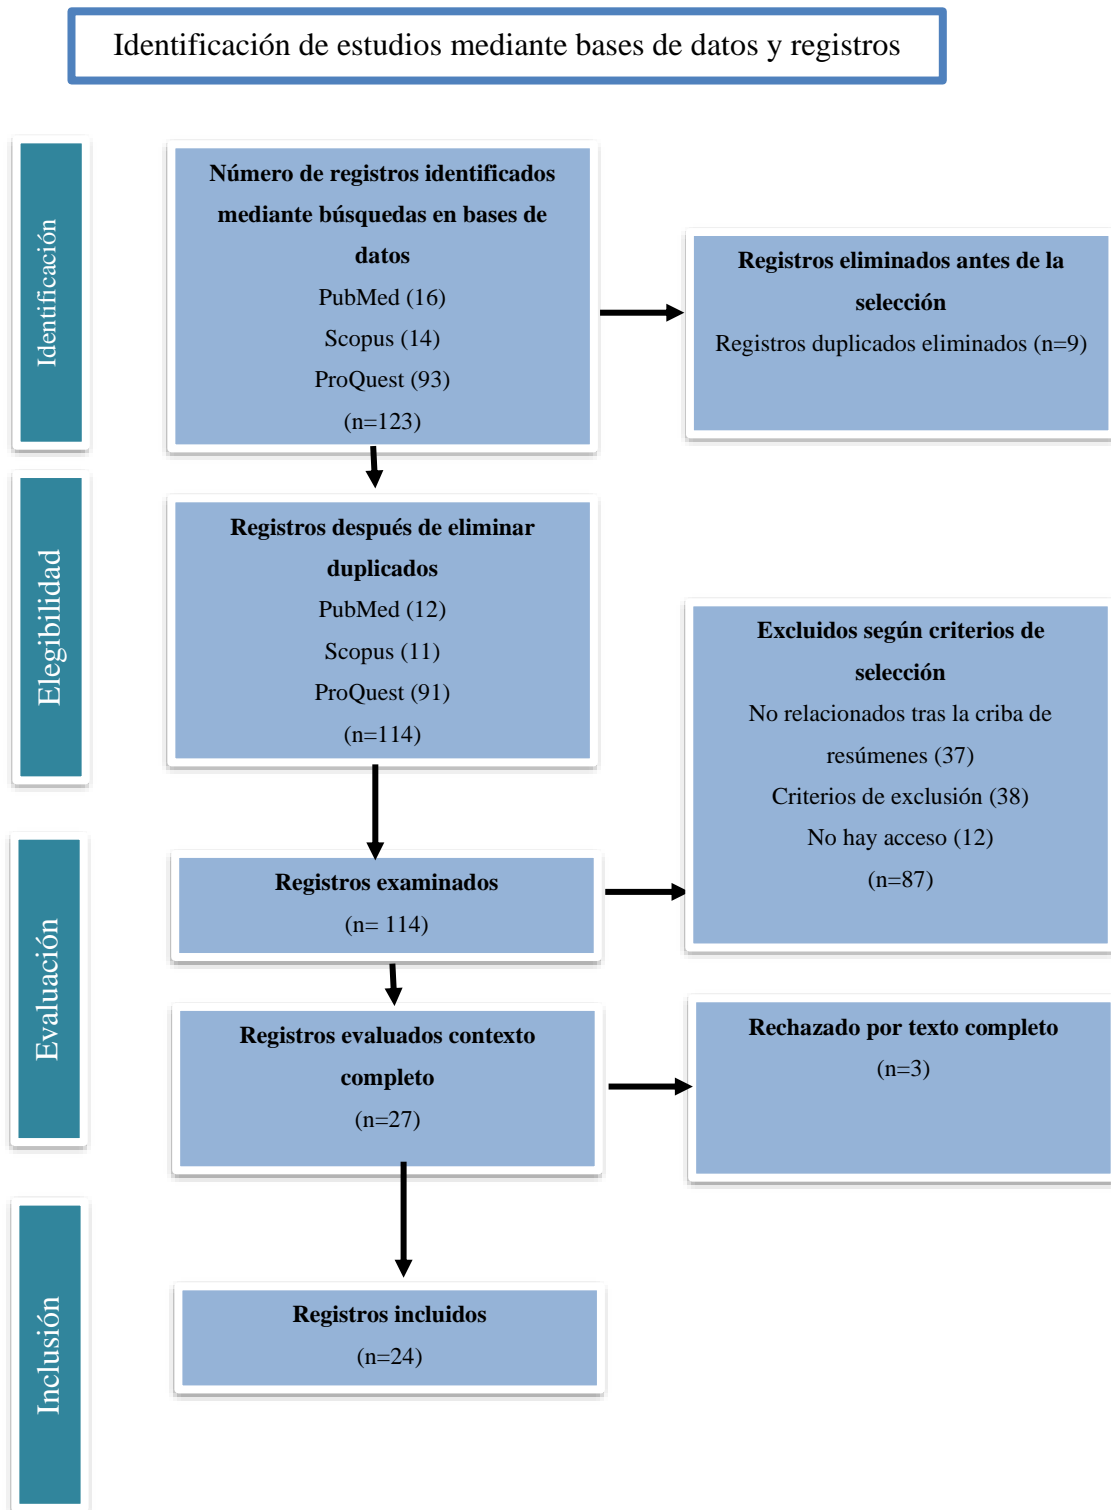 Identificación de estudios mediante bases de datos y registros
Identificación
Número de registros identificados
mediante búsquedas en bases de
datos
PubMed (16)
Scopus (14)
ProQuest (93)
(n=123)
Registros eliminados antes de la
selección
Registros duplicados eliminados (n=9)
Elegibilidad
Registros después de eliminar
duplicados
PubMed (12)
Scopus (11)
ProQuest (91)
(n=114)
Excluidos según criterios de
selección
No relacionados tras la criba de
resúmenes (37)
Criterios de exclusión (38)
No hay acceso (12)
(n=87)
Evaluación
Registros examinados
(n= 114)
Registros evaluados contexto
completo
(n=27)
Rechazado por texto completo
(n=3)
Inclusión
Registros incluidos
(n=24)